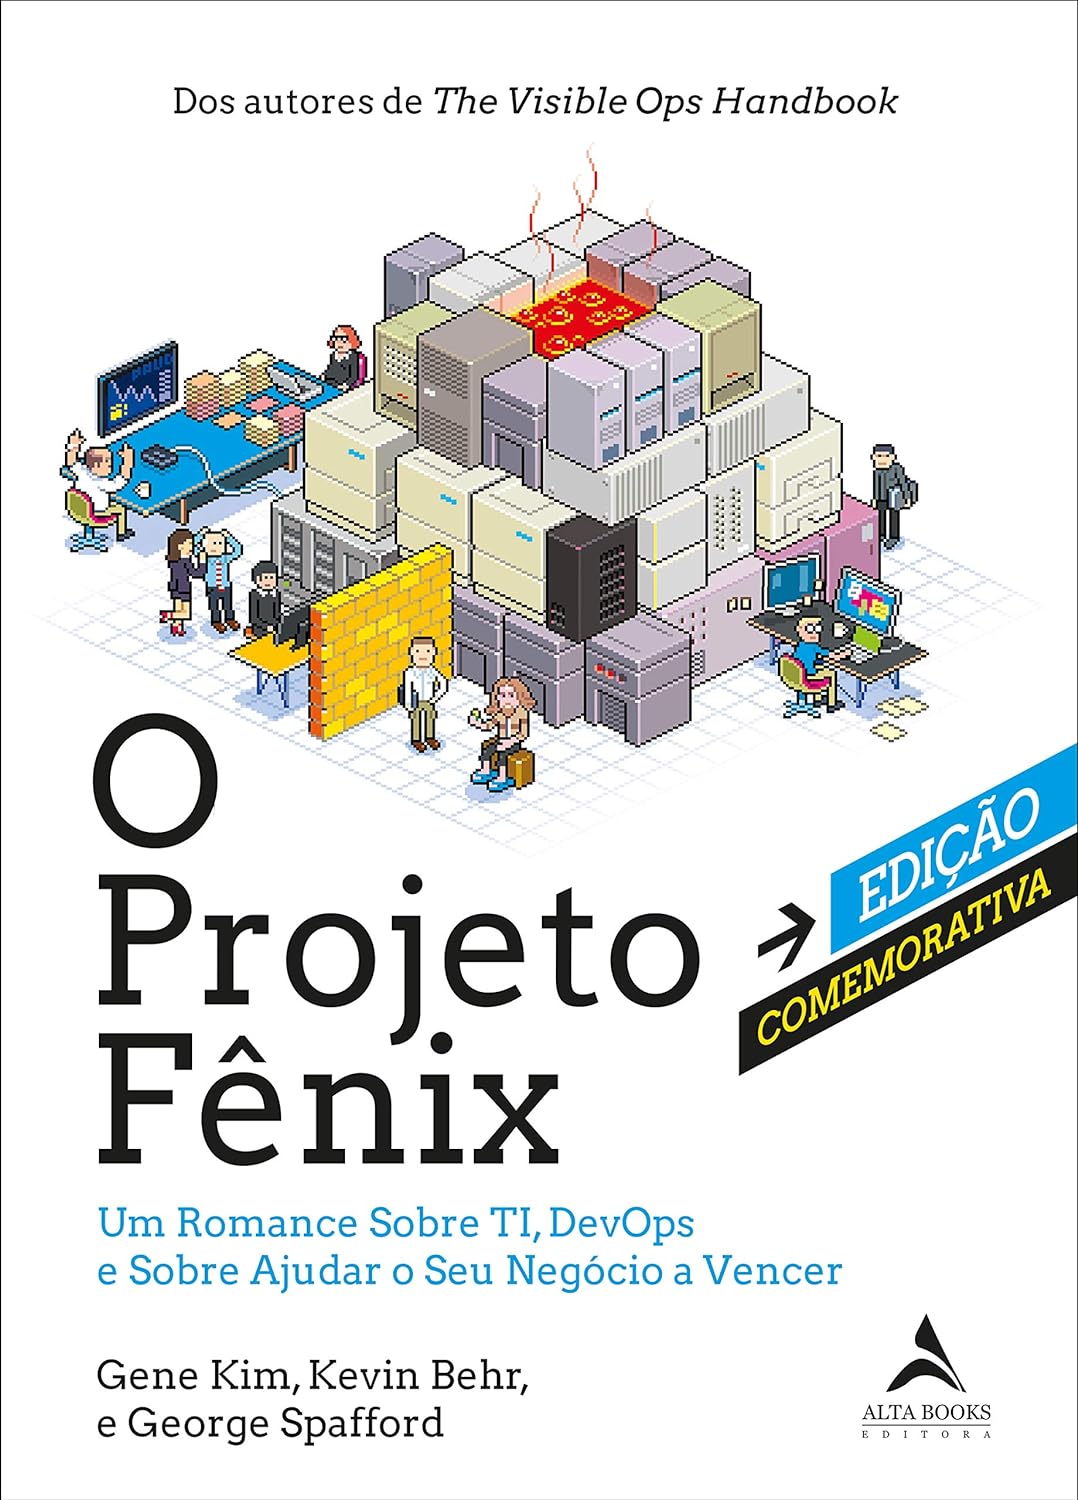 Dos autores de The Visible Ops Handbook
O
Projeto
Fênix
EDIÇÃO
COMEMORATIVA
Um Romance Sobre TI, DevOps
e Sobre Ajudar o Seu Negócio a Vencer
Gene Kim, Kevin Behr,
e George Spafford
ALTA BOOKS
EDITORA